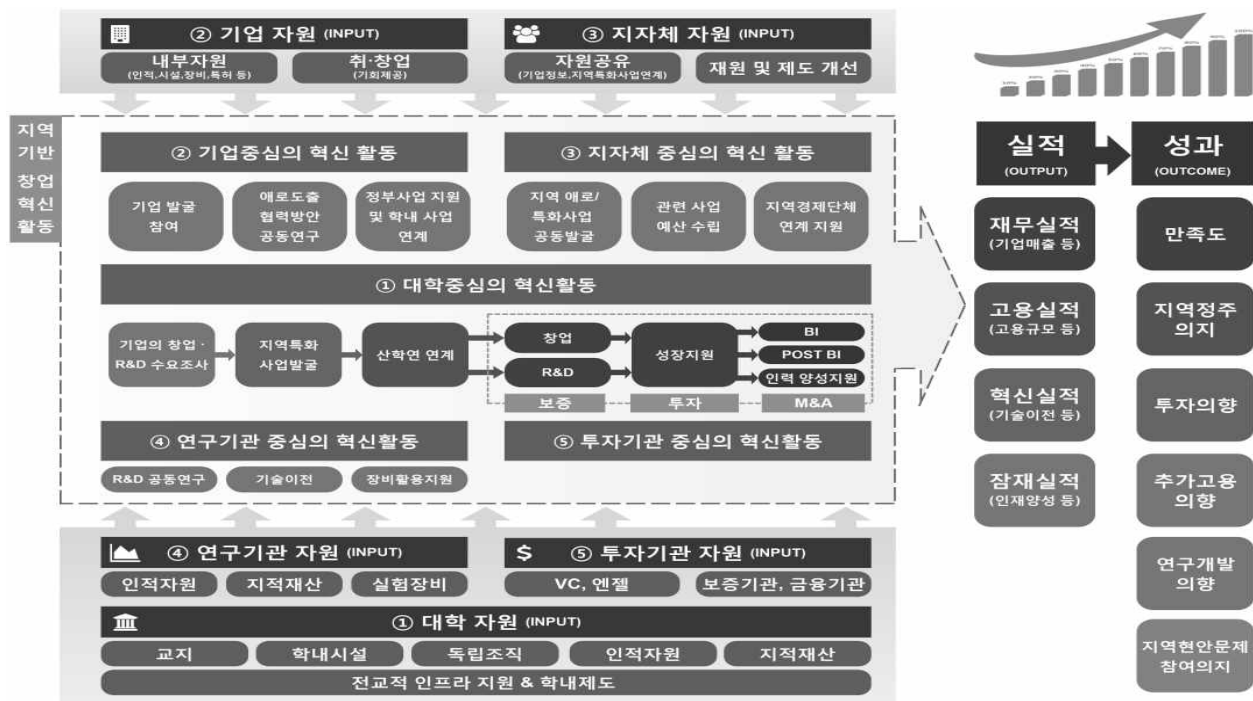 ② 기업 자원 (INPUT)
내부자원
(인적,시설,장비,특허 등)
취·창업
(기회제공)
③ 지자체 자원 (INPUT)
자원공유
(기업정보,지역특화사업연계)
재원 및 제도 개선
지역
기반
창업
혁신
활동
② 기업중심의 혁신 활동
기업 발굴
참여
애로도출
협력방안
공동연구
정부사업 지원
및 학내 사업
연계
③ 지자체 중심의 혁신 활동
지역 애로/
특화사업
공동발굴
관련 사업
예산 수립
지역경제단체
연계 지원
① 대학중심의 혁신활동
기업의 창업 ·
R&D 수요조사
지역특화
사업발굴
산학연 연계
창업
R&D
성장지원
BI
POST BI
인력 양성지원
보증
투자
M&A
④ 연구기관 중심의 혁신활동
R&D 공동연구
기술이전
장비활용지원
⑤ 투자기관 중심의 혁신활동
④ 연구기관 자원 (INPUT)
인적자원
지적재산
실험장비
$
⑤ 투자기관 자원 (INPUT)
VC, 엔젤
보증기관, 금융기관
① 대학 자원 (INPUT)
교지
학내시설
독립조직
인적자원
지적재산
전교적 인프라 지원 & 학내제도
실적
(OUTPUT)
재무실적
(기업매출 등)
고용실적
(고용규모 등)
혁신실적
(기술이전 등)
잠재실적
(인재양성 등)
성과
(OUTCOME)
만족도
지역정주
의지
투자의향
추가고용
의향
연구개발
의향
지역현안문제
참여의지